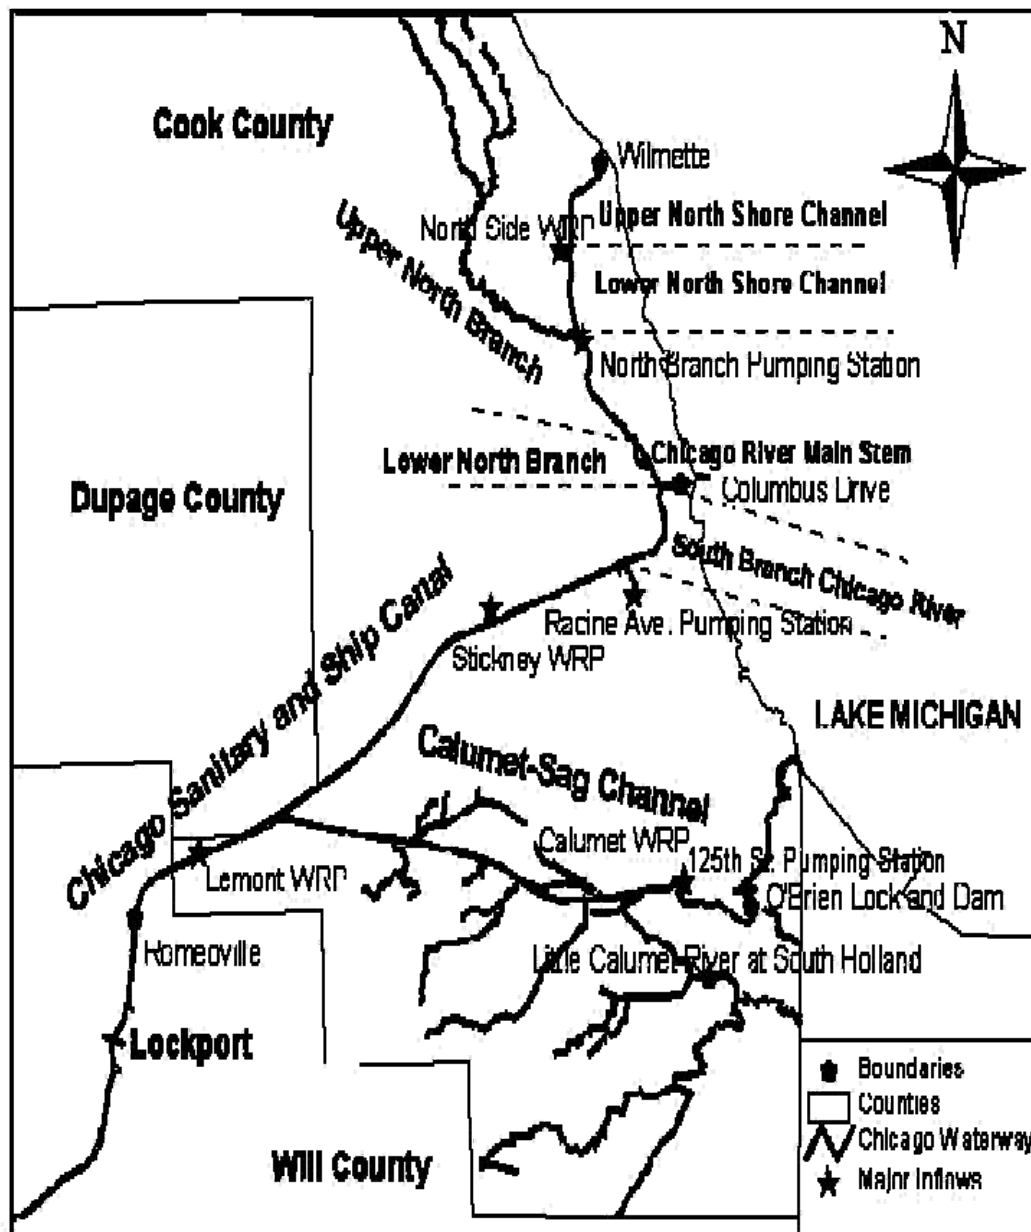 N
Cook County
Wilmette
Upper North Shore Channel
North Side WRP
Upper North Branch
Lower North Shore Channel
North Branch Pumping Station
Chicago River Main Stem
Lower North Branch
Columbus Drive
Dupage County
South Branch Chicago River
Racine Ave. Pumping Station
Stickney WRP
Chicago Sanitary and Ship Canal
LAKE MICHIGAN
Calumet-Sag Channel
Calumet WRP
125th St. Pumping Station
Lemont WRP
O'Brien Lock and Dam
Romeoville
Little Calumet River at South Holland
Lockport
Boundaries
Counties
Chicago Waterway
Major Inflows
Will County